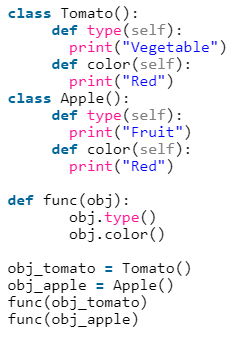 class Tomato():
     def type(self):
       print("Vegetable")
     def color(self):
       print("Red")
class Apple():
     def type(self):
       print("Fruit")
     def color(self):
       print("Red")

def func(obj):
       obj.type()
       obj.color()

obj_tomato = Tomato()
obj_apple = Apple()
func(obj_tomato)
func(obj_apple)